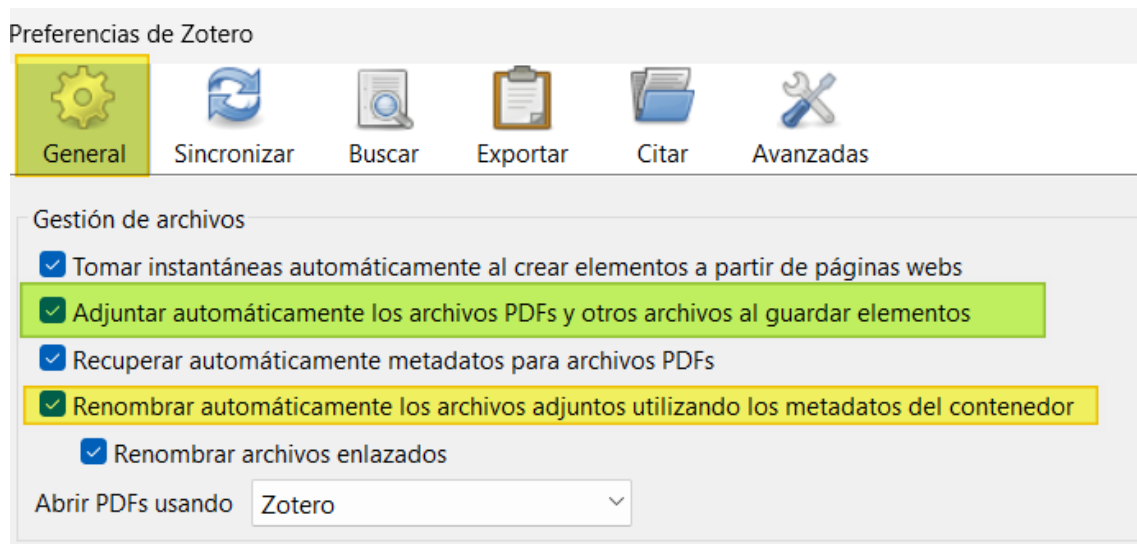 Preferencias de Zotero
General Sincronizar Buscar Exportar Citar Avanzadas
Gestión de archivos
Tomar instantáneas automáticamente al crear elementos a partir de páginas webs
Adjuntar automáticamente los archivos PDFs y otros archivos al guardar elementos
Recuperar automáticamente metadatos para archivos PDFs
Renombrar automáticamente los archivos adjuntos utilizando los metadatos del contenedor
Renombrar archivos enlazados
Abrir PDFs usando Zotero